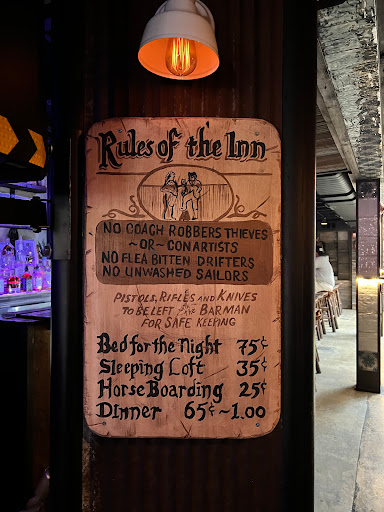 Rules of the Inn
NO COACH ROBBERS THIEVES
~OR~ CONARTISTS
NO FLEA BITTEN DRIFTERS
NO UNWASHED SAILORS
PISTOLS, RIFLES AND KNIVES
TO BE LEFT with the BARMAN
FOR SAFE KEEPING
Bed for the Night 75¢
Sleeping Loft 35¢
Horse Boarding 25¢
Dinner 65¢~1.00